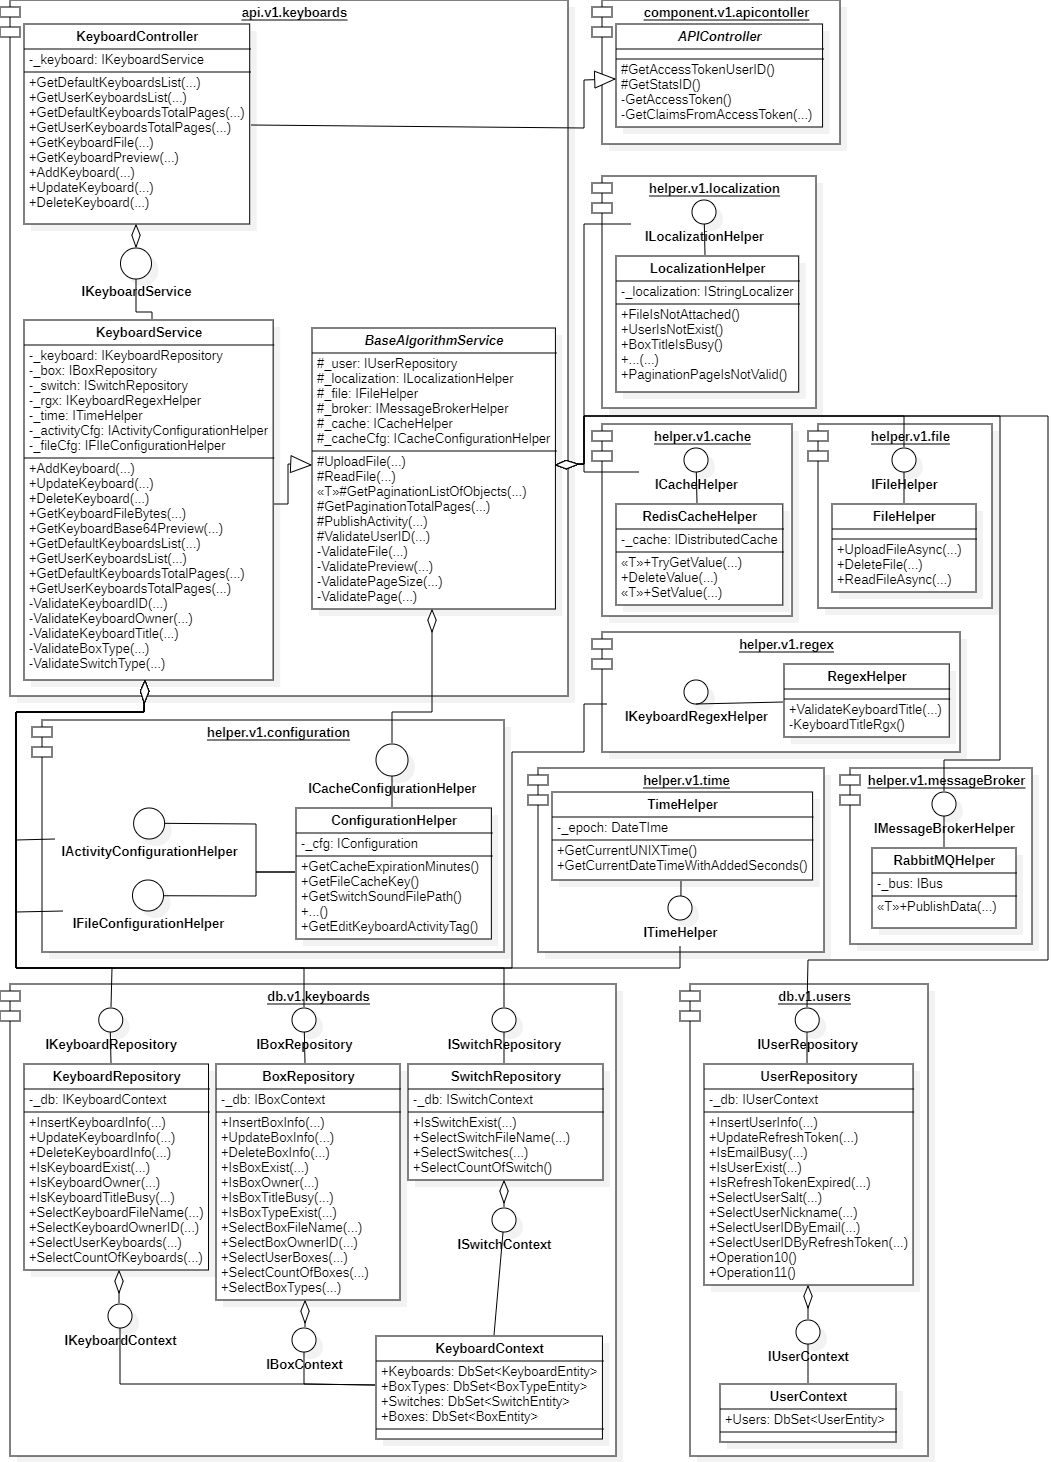 api.v1.keyboards
KeyboardController
-_keyboard: IKeyboardService
+GetDefaultKeyboardsList(...)
+GetUserKeyboardsList(...)
+GetDefaultKeyboardsTotalPages(...)
+GetUserKeyboardsTotalPages(...)
+GetKeyboardFile(...)
+GetKeyboardPreview(...)
+AddKeyboard(...)
+UpdateKeyboard(...)
+DeleteKeyboard(...)
IKeyboardService
KeyboardService
-_keyboard: IKeyboardRepository
-_box: IBoxRepository
-_switch: ISwitchRepository
-_rgx: IKeyboardRegexHelper
-_time: ITimeHelper
-_activityCfg: IActivityConfigurationHelper
-_fileCfg: IFIleConfigurationHelper
+AddKeyboard(...)
+UpdateKeyboard(...)
+DeleteKeyboard(...)
+GetKeyboardFileBytes(...)
+GetKeyboardBase64Preview(...)
+GetDefaultKeyboardsList(...)
+GetUserKeyboardsList(...)
+GetDefaultKeyboardsTotalPages(...)
+GetUserKeyboardsTotalPages(...)
-ValidateKeyboardID(...)
-ValidateKeyboardOwner(...)
-ValidateKeyboardTitle(...)
-ValidateBoxType(...)
-ValidateSwitchType(...)
BaseAlgorithmService
#_user: IUserRepository
#_localization: ILocalizationHelper
#_file: IFileHelper
#_broker: IMessageBrokerHelper
#_cache: ICacheHelper
#_cacheCfg: ICacheConfigurationHelper
#UploadFile(...)
#ReadFile(...)
«T»#GetPaginationListOfObjects(...)
#GetPaginationTotalPages(...)
#PublishActivity(...)
#ValidateUserID(...)
-ValidateFile(...)
-ValidatePreview(...)
-ValidatePageSize(...)
-ValidatePage(...)
component.v1.apicontoller
APIController
#GetAccessTokenUserID()
#GetStatsID()
-GetAccessToken()
-GetClaimsFromAccessToken(...)
helper.v1.localization
ILocalizationHelper
LocalizationHelper
-_localization: IStringLocalizer
+FileIsNotAttached()
+UserIsNotExist()
+BoxTitleIsBusy()
+...(...)
+PaginationPageIsNotValid()
helper.v1.cache
ICacheHelper
RedisCacheHelper
-_cache: IDistributedCache
«T»+TryGetValue(...)
+DeleteValue(...)
«T»+SetValue(...)
helper.v1.file
IFileHelper
FileHelper
+UploadFileAsync(...)
+DeleteFile(...)
+ReadFileAsync(...)
helper.v1.regex
IKeyboardRegexHelper
RegexHelper
+ValidateKeyboardTitle(...)
-KeyboardTitleRgx()
helper.v1.configuration
ICacheConfigurationHelper
IActivityConfigurationHelper
IFileConfigurationHelper
ConfigurationHelper
-_cfg: IConfiguration
+GetCacheExpirationMinutes()
+GetFileCacheKey()
+GetSwitchSoundFilePath()
+...()
+GetEditKeyboardActivityTag()
helper.v1.time
TimeHelper
-_epoch: DateTIme
+GetCurrentUNIXTime()
+GetCurrentDateTimeWithAddedSeconds()
ITimeHelper
helper.v1.messageBroker
IMessageBrokerHelper
RabbitMQHelper
-_bus: IBus
«T»+PublishData(...)
db.v1.keyboards
IKeyboardRepository
KeyboardRepository
-_db: IKeyboardContext
+InsertKeyboardInfo(...)
+UpdateKeyboardInfo(...)
+DeleteKeyboardInfo(...)
+IsKeyboardExist(...)
+IsKeyboardOwner(...)
+IsKeyboardTitleBusy(...)
+SelectKeyboardFileName(...)
+SelectKeyboardOwnerID(...)
+SelectUserKeyboards(...)
+SelectCountOfKeyboards(...)
IKeyboardContext
IBoxRepository
BoxRepository
-_db: IBoxContext
+InsertBoxInfo(...)
+UpdateBoxInfo(...)
+DeleteBoxInfo(...)
+IsBoxExist(...)
+IsBoxOwner(...)
+IsBoxTitleBusy(...)
+IsBoxTypeExist(...)
+SelectBoxFileName(...)
+SelectBoxOwnerID(...)
+SelectUserBoxes(...)
+SelectCountOfBoxes(...)
+SelectBoxTypes(...)
IBoxContext
ISwitchRepository
SwitchRepository
-_db: ISwitchContext
+IsSwitchExist(...)
+SelectSwitchFileName(...)
+SelectSwitches(...)
+SelectCountOfSwitch()
ISwitchContext
KeyboardContext
+Keyboards: DbSet<KeyboardEntity>
+BoxTypes: DbSet<BoxTypeEntity>
+Switches: DbSet<SwitchEntity>
+Boxes: DbSet<BoxEntity>
db.v1.users
IUserRepository
UserRepository
-_db: IUserContext
+InsertUserInfo(...)
+UpdateRefreshToken(...)
+IsEmailBusy(...)
+IsUserExist(...)
+IsRefreshTokenExpired(...)
+SelectUserSalt(...)
+SelectUserNickname(...)
+SelectUserIDByEmail(...)
+SelectUserIDByRefreshToken(...)
+Operation10()
+Operation11()
IUserContext
UserContext
+Users: DbSet<UserEntity>